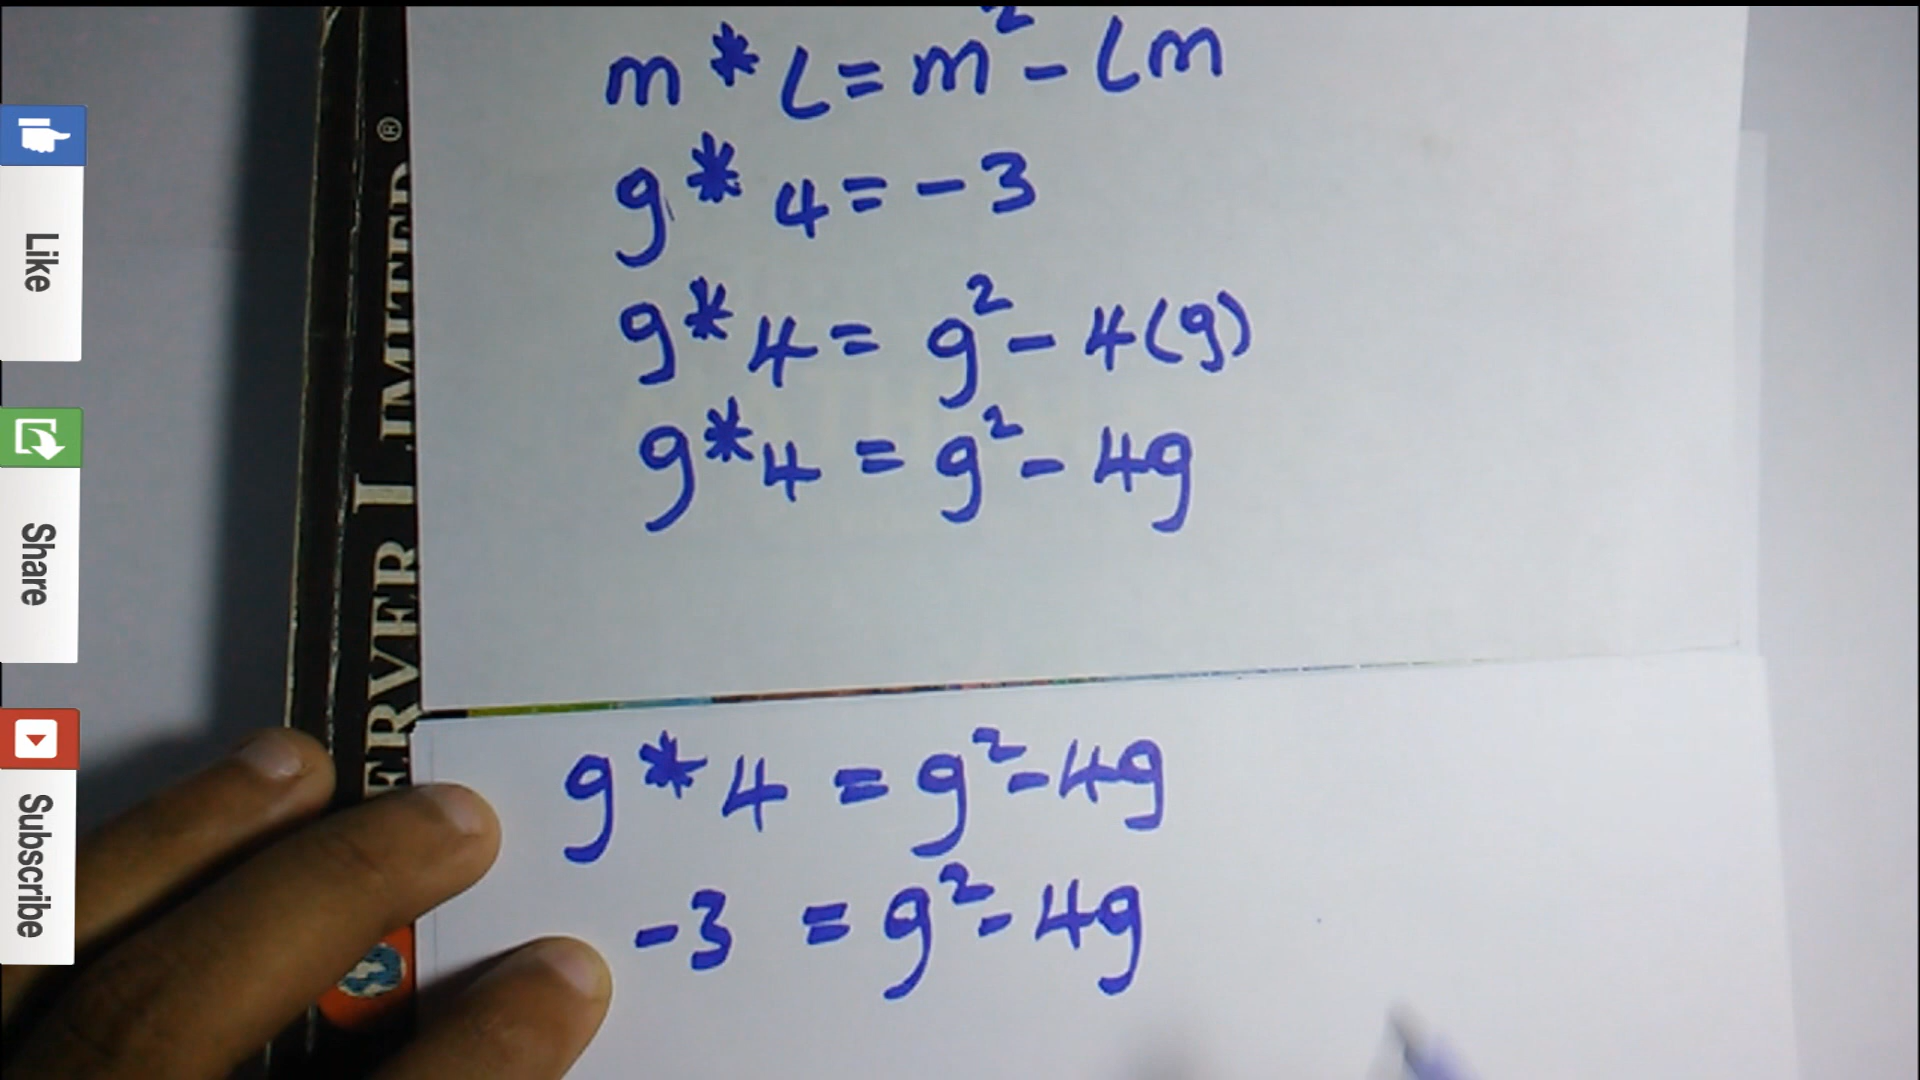 m * L = m² - Lm
g * 4 = -3
g * 4 = g² - 4(g)
g * 4 = g² - 4g
g * 4 = g² - 4g
-3 = g² - 4g
Like
Share
Subscribe
ERVER LIMITED®